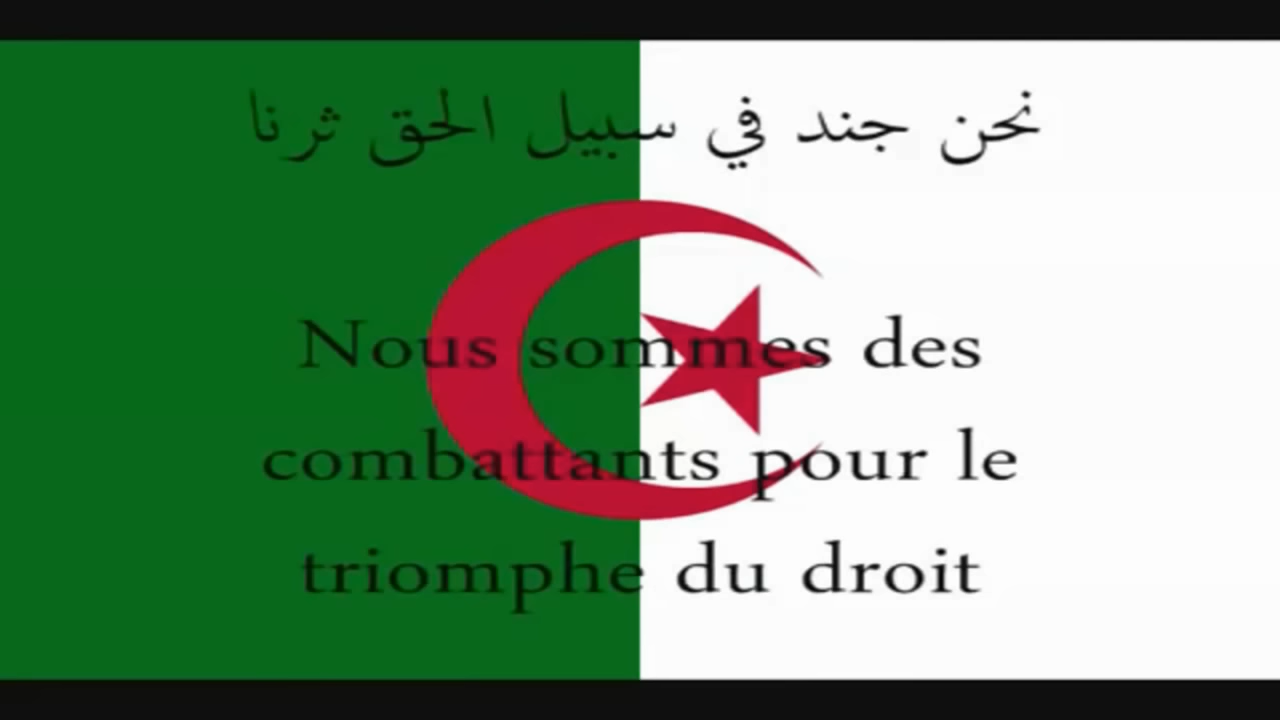 نحن جند في سبيل الحق ثرنا
Nous sommes des
combattants pour le
triomphe du droit